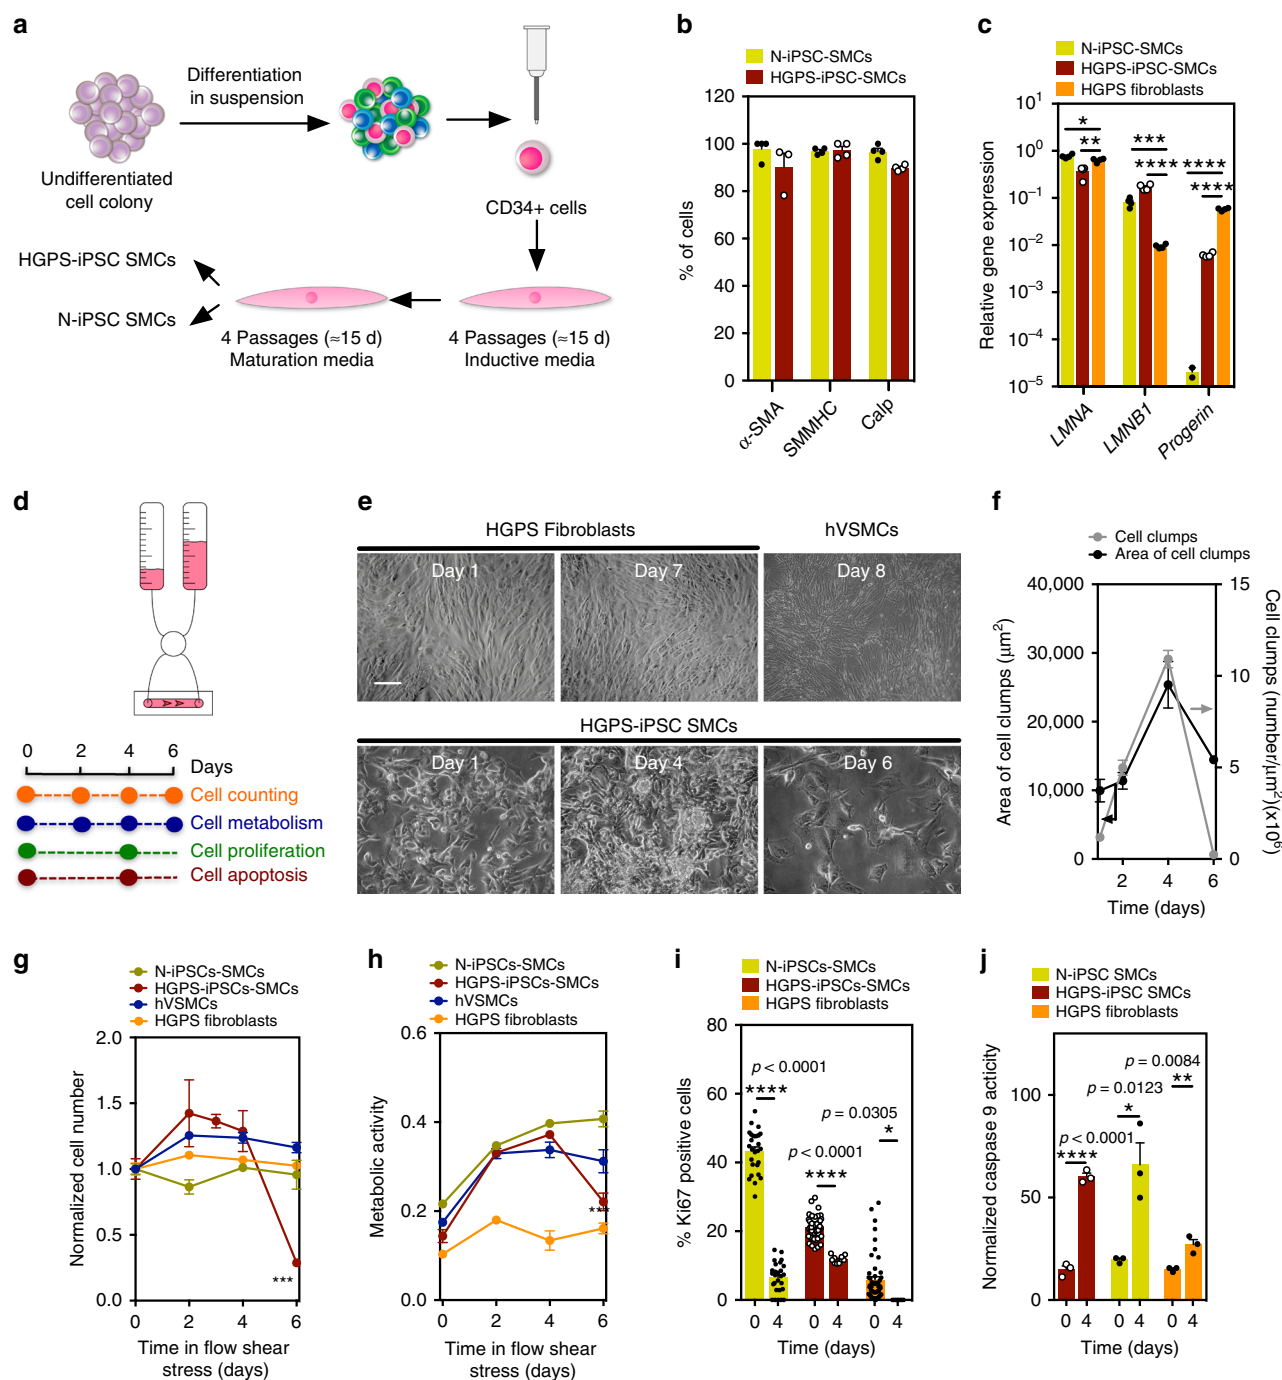 a
Differentiation
in suspension
Undifferentiated
cell colony
CD34+ cells
HGPS-iPSC SMCs
N-iPSC SMCs
4 Passages (≈15 d)
Maturation media
4 Passages (≈15 d)
Inductive media
b
N-iPSC-SMCs
HGPS-iPSC-SMCs
% of cells
120
100
80
60
40
20
0
α-SMA
SMMHC
Calp
c
N-iPSC-SMCs
HGPS-iPSC-SMCs
HGPS fibroblasts
Relative gene expression
10¹
10⁰
10⁻¹
10⁻²
10⁻³
10⁻⁴
10⁻⁵
*
**
***
****
****
****
LMNA
LMNB1
Progerin
d
0 2 4 6
Days
Cell counting
Cell metabolism
Cell proliferation
Cell apoptosis
e
HGPS Fibroblasts
hVSMCs
Day 1
Day 7
Day 8
HGPS-iPSC SMCs
Day 1
Day 4
Day 6
f
Cell clumps
Area of cell clumps
Area of cell clumps (μm²)
40,000
30,000
20,000
10,000
0
15
10
5
0
Cell clumps (number/μm²)(x10⁶)
2 4 6
Time (days)
g
N-iPSCs-SMCs
HGPS-iPSCs-SMCs
hVSMCs
HGPS fibroblasts
Normalized cell number
2.0
1.5
1.0
0.5
0.0
***
0 2 4 6
Time in flow shear
stress (days)
h
N-iPSCs-SMCs
HGPS-iPSCs-SMCs
hVSMCs
HGPS fibroblasts
Metabolic activity
0.6
0.4
0.2
0.0
***
0 2 4 6
Time in flow shear
stress (days)
i
N-iPSCs-SMCs
HGPS-iPSCs-SMCs
HGPS fibroblasts
% Ki67 positive cells
80
60
40
20
0
p < 0.0001
****
p < 0.0001
****
p = 0.0305
*
0 4 0 4 0 4
Time (days)
j
N-iPSC SMCs
HGPS-iPSC SMCs
HGPS fibroblasts
Normalized caspase 9 acticity
100
50
0
p = 0.0084
**
p = 0.0123
*
p < 0.0001
****
0 4 0 4 0 4
Time (days)